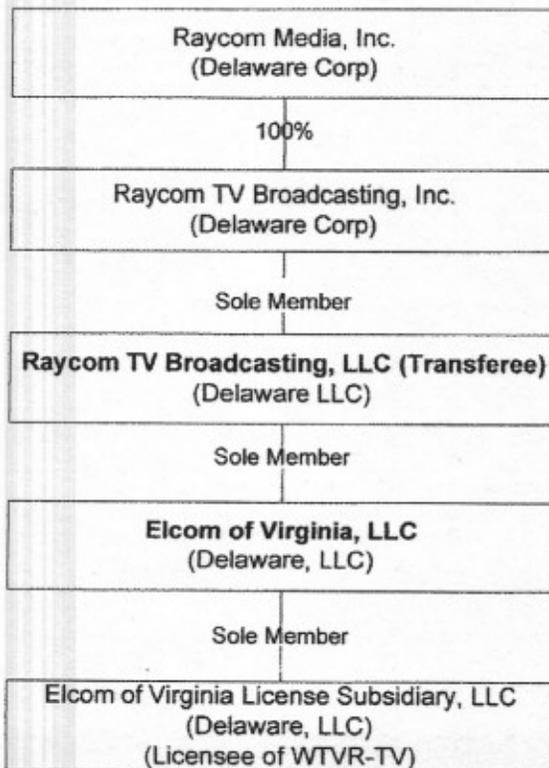 Raycom Media, Inc.
(Delaware Corp)
100%
Raycom TV Broadcasting, Inc.
(Delaware Corp)
Sole Member
Raycom TV Broadcasting, LLC (Transferee)
(Delaware LLC)
Sole Member
Elcom of Virginia, LLC
(Delaware, LLC)
Sole Member
Elcom of Virginia License Subsidiary, LLC
(Delaware, LLC)
(Licensee of WTVR-TV)